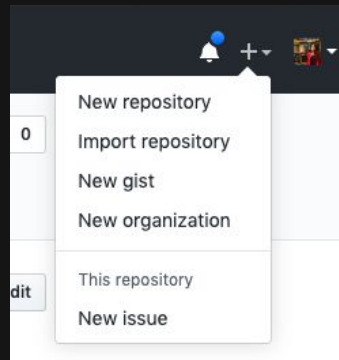 New repository
0
Import repository
New gist
New organization
This repository
dit
New issue